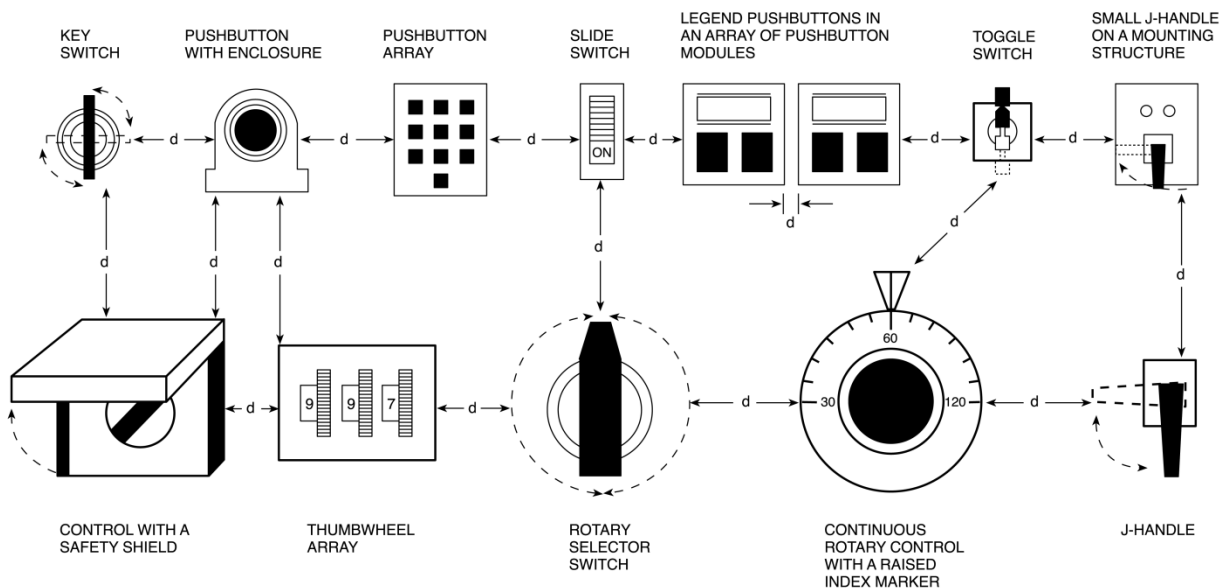 KEY
SWITCH
PUSHBUTTON
WITH ENCLOSURE
PUSHBUTTON
ARRAY
SLIDE
SWITCH
LEGEND PUSHBUTTONS IN
AN ARRAY OF PUSHBUTTON
MODULES
TOGGLE
SWITCH
SMALL J-HANDLE
ON A MOUNTING
STRUCTURE
d
d
d
d
d
d
ON
d
d
d
d
d
d
d
60
30
120
9
9
7
d
d
d
d
CONTROL WITH A
SAFETY SHIELD
THUMBWHEEL
ARRAY
ROTARY
SELECTOR
SWITCH
CONTINUOUS
ROTARY CONTROL
WITH A RAISED
INDEX MARKER
J-HANDLE